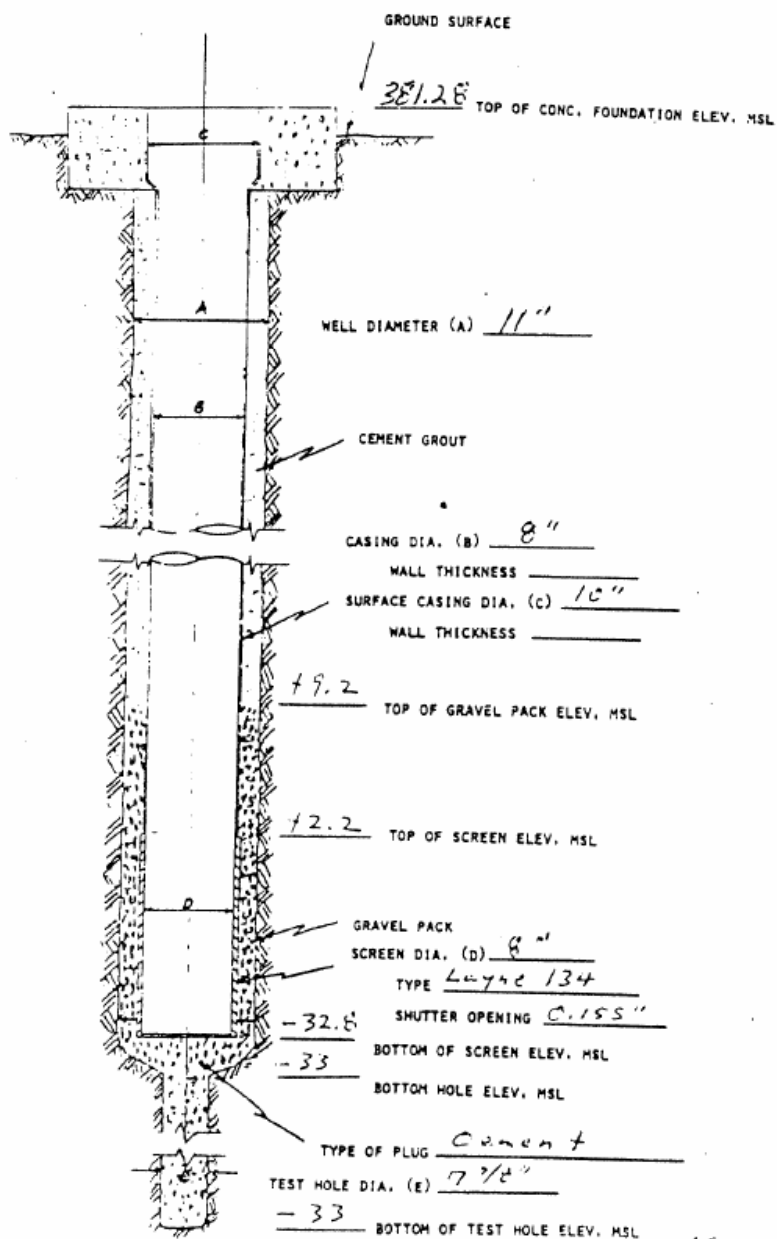 GROUND SURFACE
381.28 TOP OF CONC. FOUNDATION ELEV. MSL
C
A
WELL DIAMETER (A) 11"
B
CEMENT GROUT
CASING DIA. (B) 8"
WALL THICKNESS
SURFACE CASING DIA. (C) 10"
WALL THICKNESS
+9.2 TOP OF GRAVEL PACK ELEV. MSL
+2.2 TOP OF SCREEN ELEV. MSL
D
GRAVEL PACK
SCREEN DIA. (D) 8"
TYPE Layne 134
SHUTTER OPENING 0.155"
-32.8 BOTTOM OF SCREEN ELEV. MSL
-33 BOTTOM HOLE ELEV. MSL
TYPE OF PLUG Cement
TEST HOLE DIA. (E) 7 7/8"
E
-33 BOTTOM OF TEST HOLE ELEV. MSL